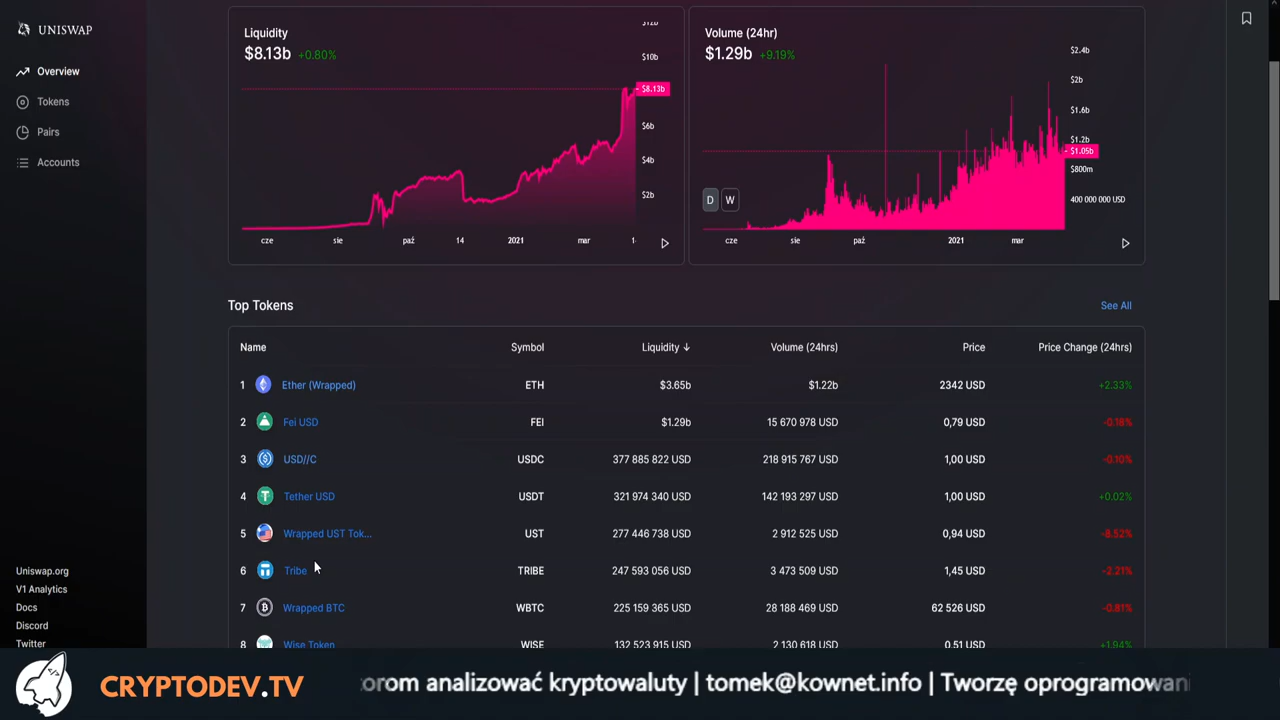 UNISWAP
Overview
Tokens
Pairs
Accounts
Uniswap.org
V1 Analytics
Docs
Discord
Twitter
Liquidity
$8.13b +0.80%
$10b
$8.13b
$6b
$4b
$2b
cze sie paź 14 2021 mar 1-
Volume (24hr)
$1.29b +9.19%
$2.4b
$2b
$1.6b
$1.2b
$1.05b
$800m
400 000 000 USD
D W
cze sie paź 2021 mar
Top Tokens See All
Name Symbol Liquidity ↓ Volume (24hrs) Price Price Change (24hrs)
1 Ether (Wrapped) ETH $3.65b $1.22b 2342 USD +2.33%
2 Fei USD FEI $1.29b 15 670 978 USD 0,79 USD -0.18%
3 USD//C USDC 377 885 822 USD 218 915 767 USD 1,00 USD -0.10%
4 Tether USD USDT 321 974 340 USD 142 193 297 USD 1,00 USD +0.02%
5 Wrapped UST Tok... UST 277 446 738 USD 2 912 525 USD 0,94 USD -8.52%
6 Tribe TRIBE 247 593 056 USD 3 473 509 USD 1,45 USD -2.21%
7 Wrapped BTC WBTC 225 159 365 USD 28 188 469 USD 62 526 USD -0.81%
8 Wise Token WISE 132 523 915 USD 2 130 618 USD 0,51 USD +1.94%
CRYPTODEV.TV orom analizować kryptowaluty | tomek@kownet.info | Tworzę oprogramowani